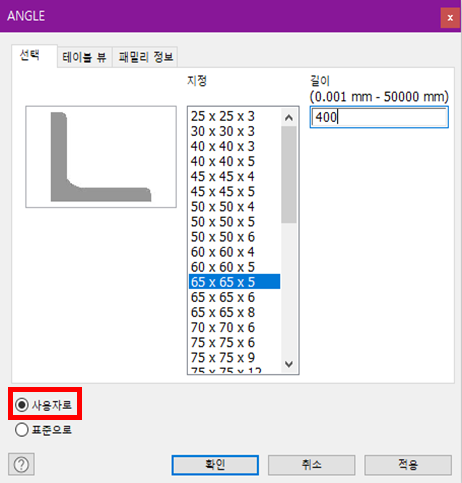 ANGLE
x
선택 테이블 뷰 패밀리 정보
지정
길이
(0.001 mm - 50000 mm)
400
25 x 25 x 3
30 x 30 x 3
40 x 40 x 3
40 x 40 x 5
45 x 45 x 4
45 x 45 x 5
50 x 50 x 4
50 x 50 x 5
50 x 50 x 6
60 x 60 x 4
60 x 60 x 5
65 x 65 x 5
65 x 65 x 6
65 x 65 x 8
70 x 70 x 6
75 x 75 x 6
75 x 75 x 9
75 x 75 x 12
사용자로
표준으로
?
확인 취소 적용